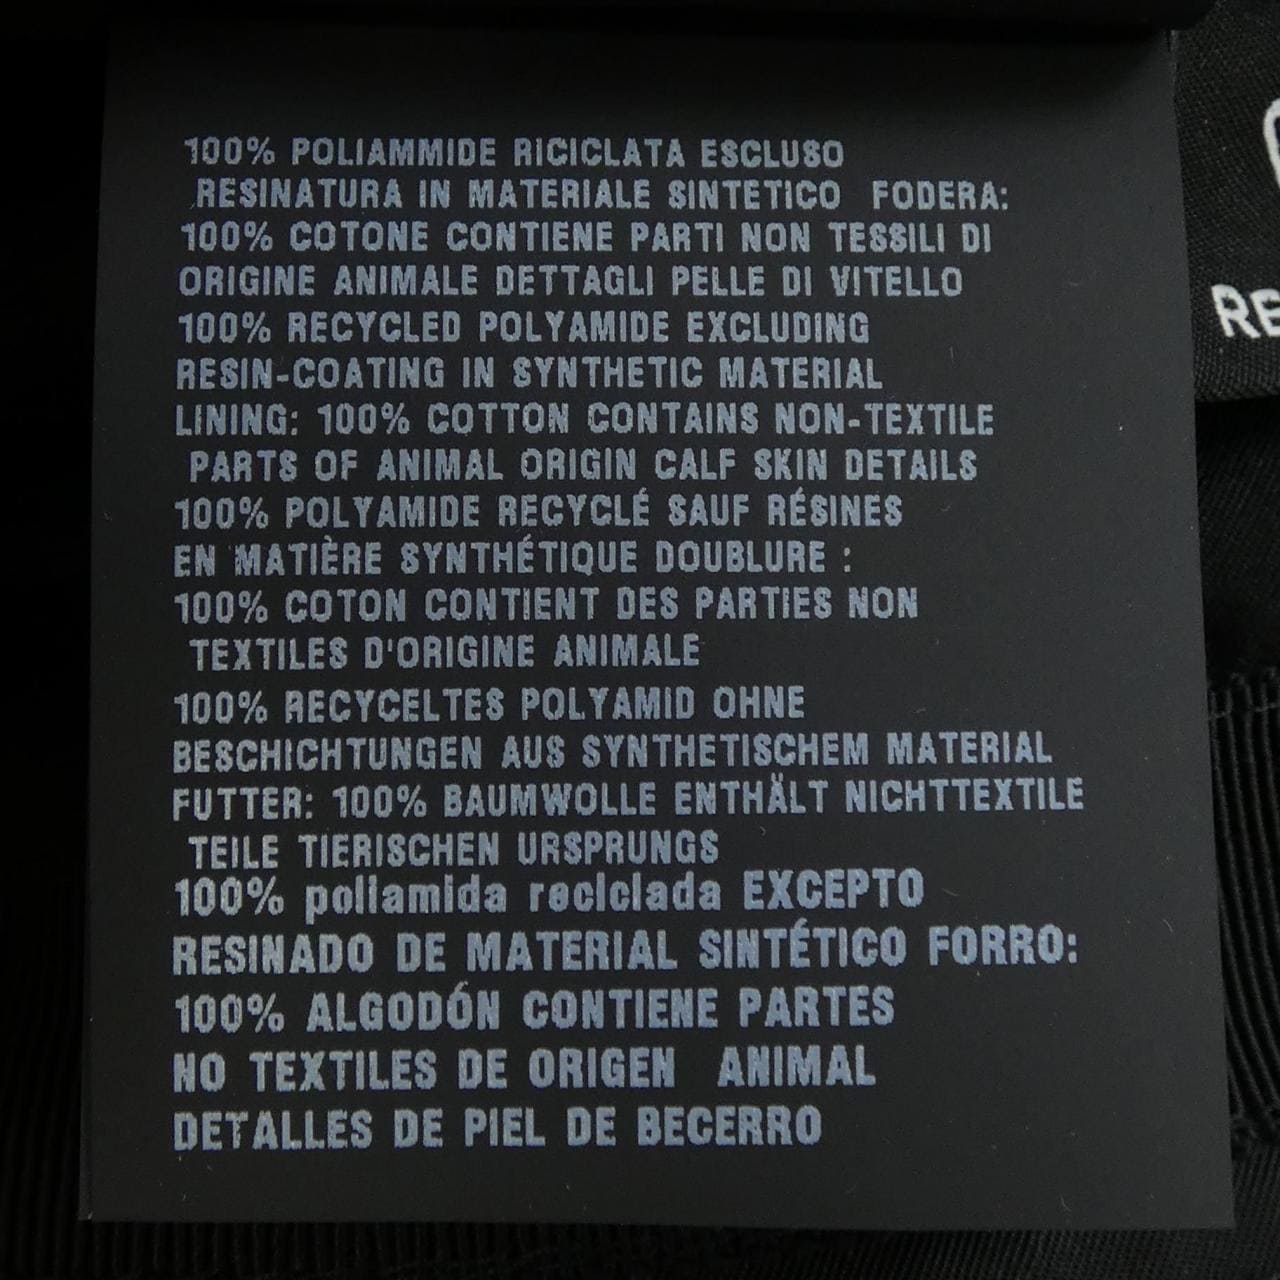 100% POLIAMMIDE RICICLATA ESCLUSO
RESINATURA IN MATERIALE SINTETICO FODERA:
100% COTONE CONTIENE PARTI NON TESSILI DI
ORIGINE ANIMALE DETTAGLI PELLE DI VITELLO
100% RECYCLED POLYAMIDE EXCLUDING
RESIN-COATING IN SYNTHETIC MATERIAL
LINING: 100% COTTON CONTAINS NON-TEXTILE
PARTS OF ANIMAL ORIGIN CALF SKIN DETAILS
100% POLYAMIDE RECYCLÉ SAUF RÉSINES
EN MATIÈRE SYNTHÉTIQUE DOUBLURE :
100% COTON CONTIENT DES PARTIES NON
TEXTILES D'ORIGINE ANIMALE
100% RECYCELTES POLYAMID OHNE
BESCHICHTUNGEN AUS SYNTHETISCHEM MATERIAL
FUTTER: 100% BAUMWOLLE ENTHÄLT NICHTTEXTILE
TEILE TIERISCHEN URSPRUNGS
100% poliamida reciclada EXCEPTO
RESINADO DE MATERIAL SINTÉTICO FORRO:
100% ALGODÓN CONTIENE PARTES
NO TEXTILES DE ORIGEN ANIMAL
DETALLES DE PIEL DE BECERRO